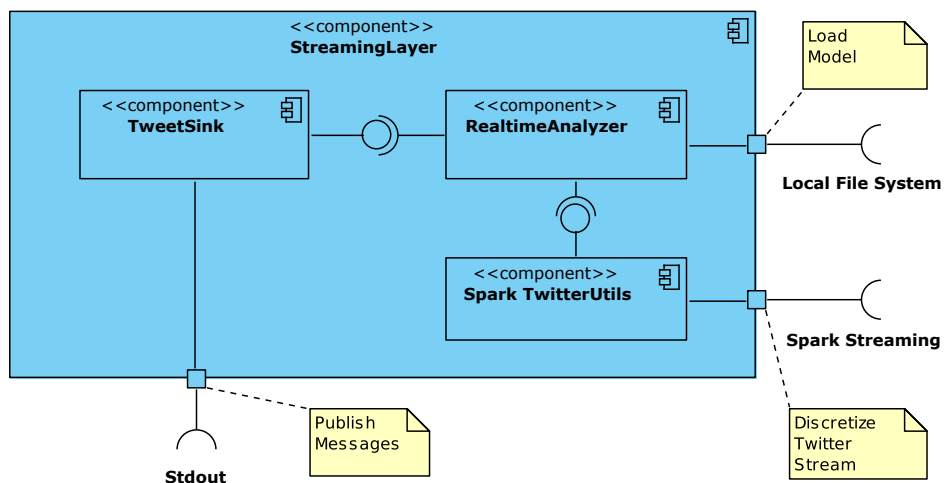 <<component>>
StreamingLayer
Load
Model
<<component>>
TweetSink
<<component>>
RealtimeAnalyzer
Local File System
<<component>>
Spark TwitterUtils
Spark Streaming
Publish
Messages
Discretize
Twitter
Stream
Stdout